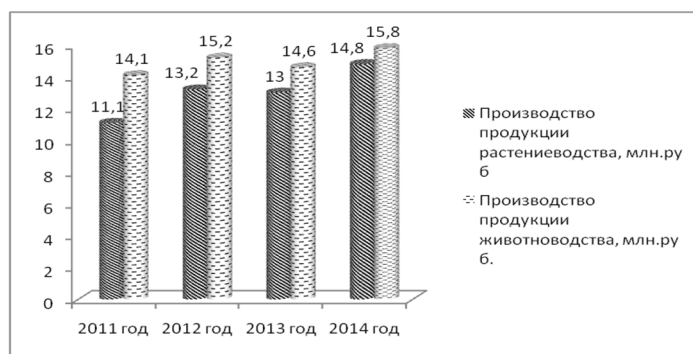 16
14
12
10
8
6
4
2
0
11,1
14,1
13,2
15,2
13
14,6
14,8
15,8
2011 год
2012 год
2013 год
2014 год
Производство
продукции
растениеводства, млн.ру
б
Производство
продукции
животноводства, млн.ру
б.